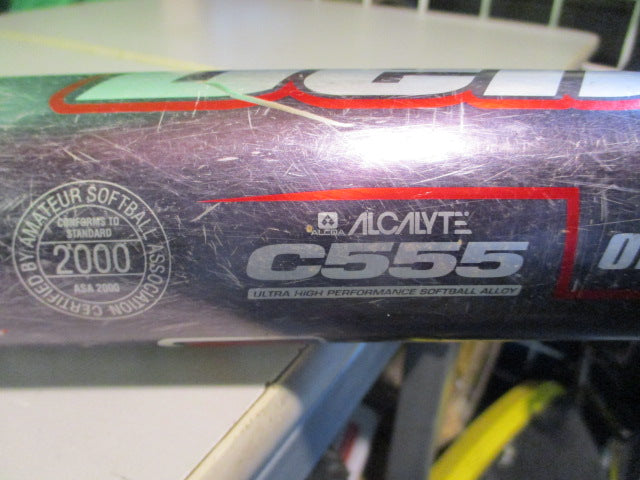 AMATEUR SOFTBALL ASSOCIATION
CERTIFIED BY
CONFORMS TO
STANDARD
2000
ASA 2000
ALCOA
ALCALYTE
C555
ULTRA HIGH PERFORMANCE SOFTBALL ALLOY